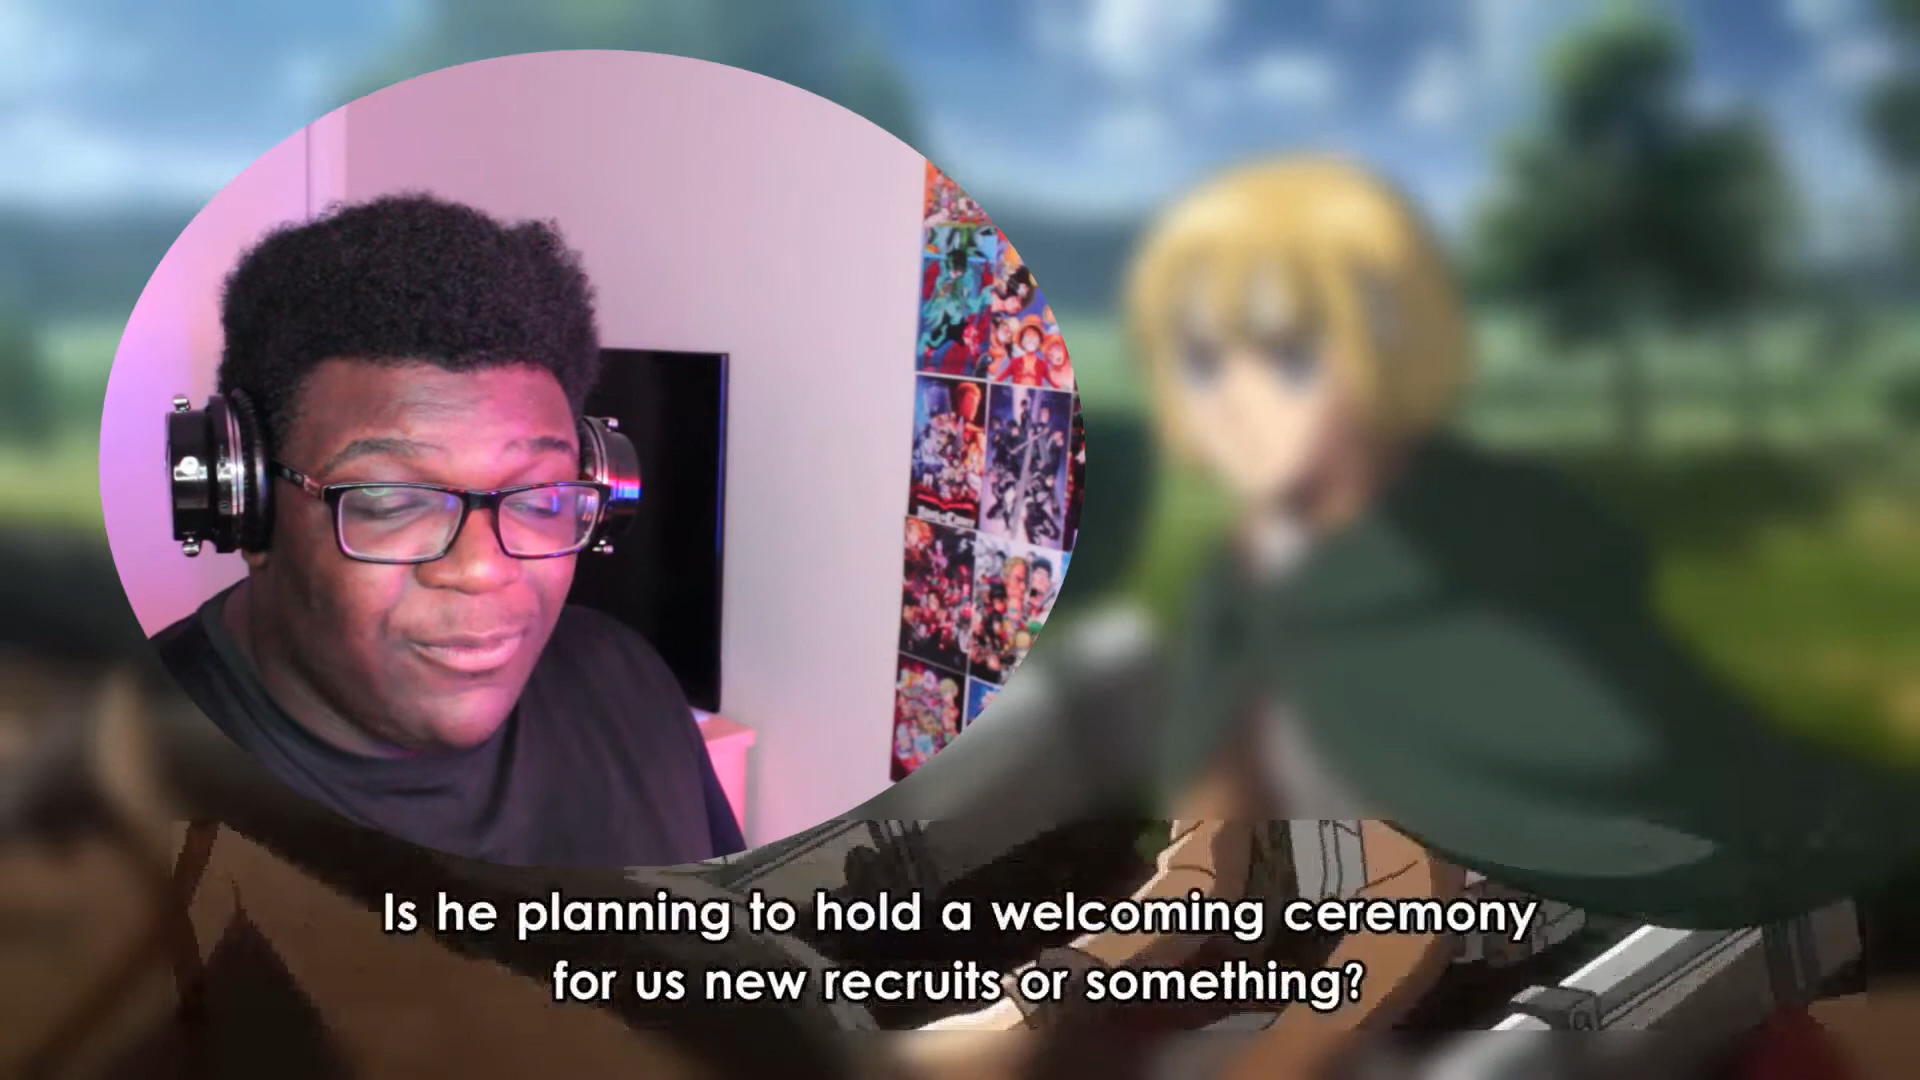 Is he planning to hold a welcoming ceremony
for us new recruits or something?